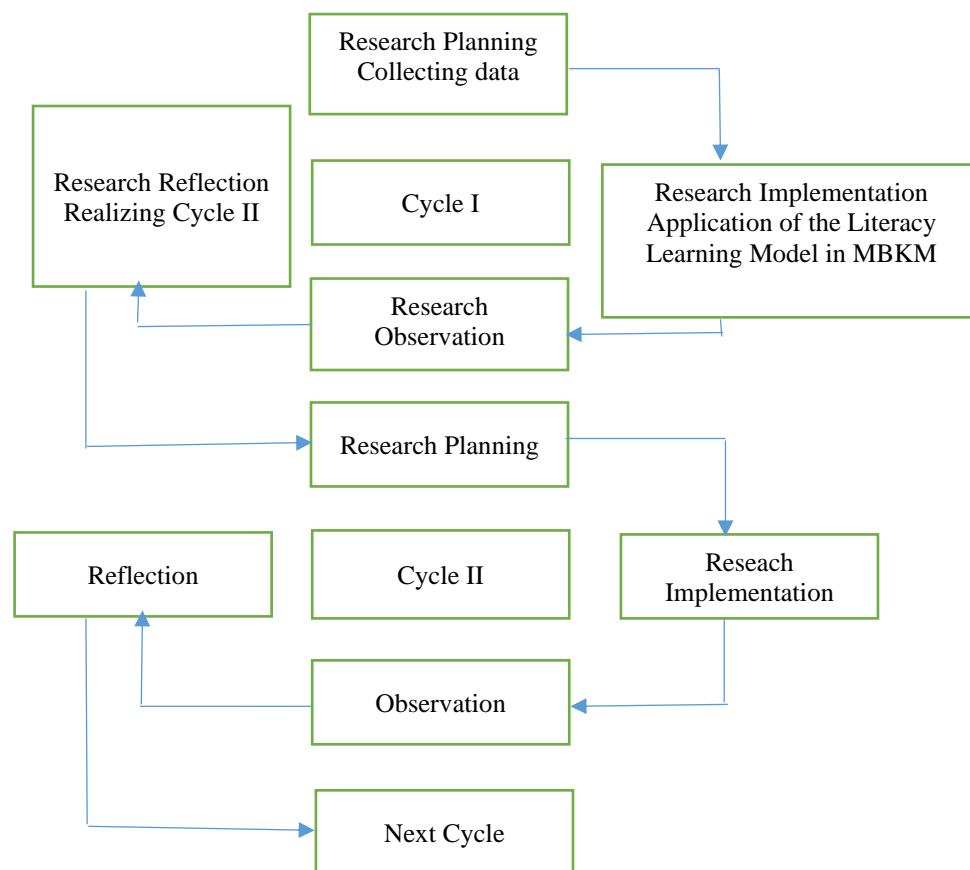 Research Planning
Collecting data
Research Reflection
Realizing Cycle II
Cycle I
Research Implementation
Application of the Literacy
Learning Model in MBKM
Research
Observation
Research Planning
Reflection
Cycle II
Reseach
Implementation
Observation
Next Cycle